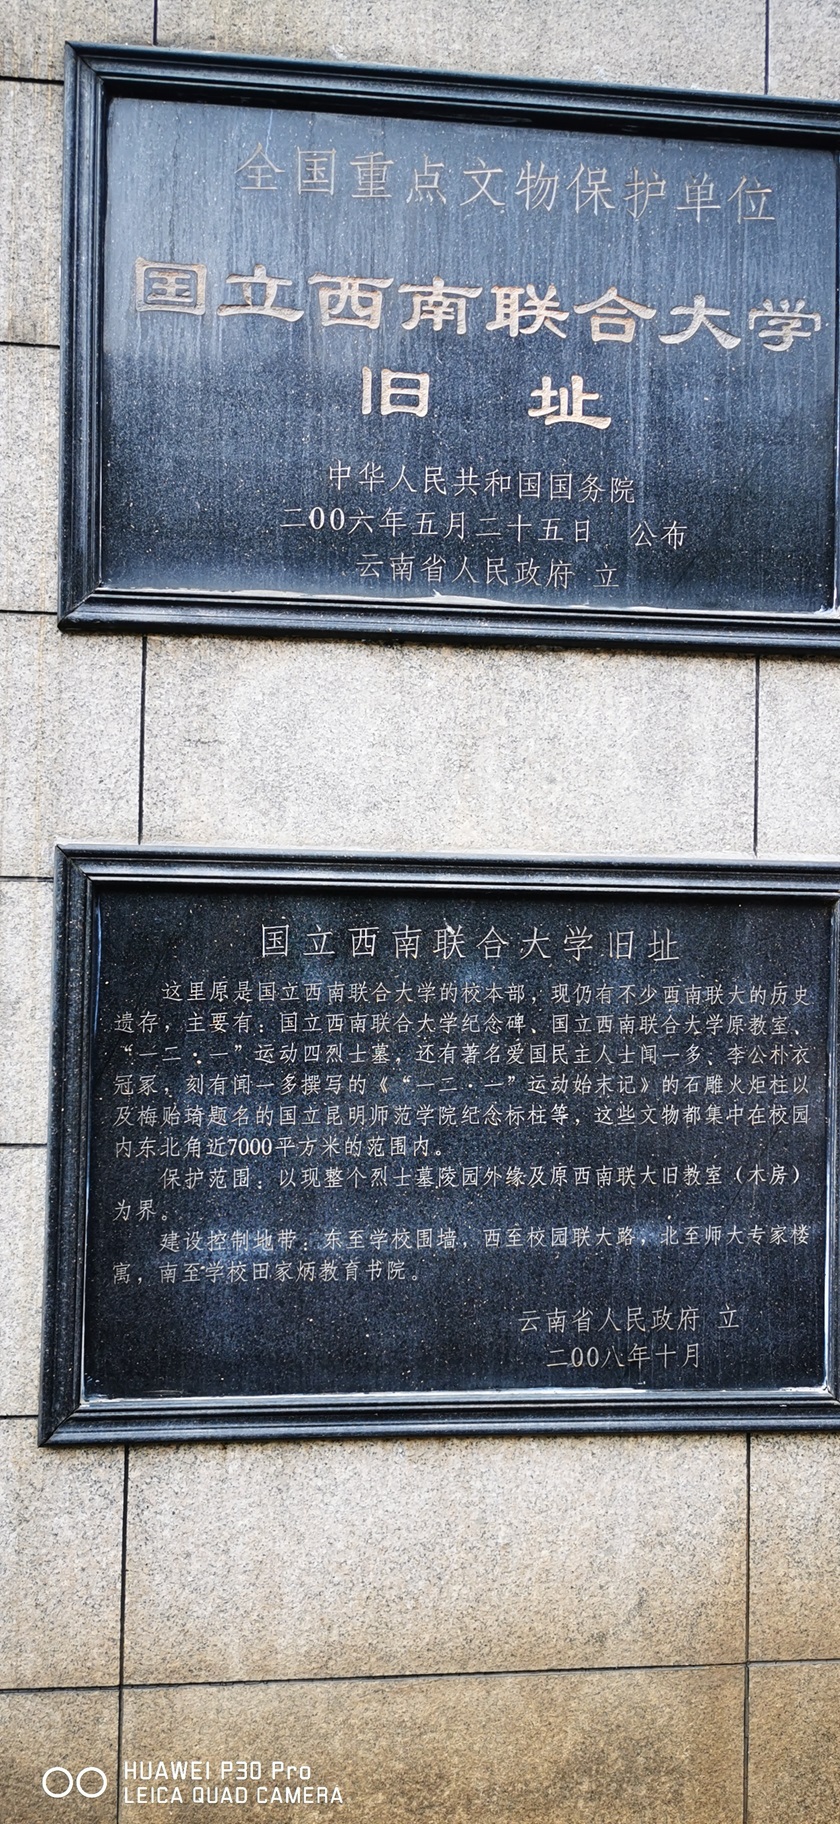 全国重点文物保护单位
国立西南联合大学
旧 址
中华人民共和国国务院
二00六年五月二十五日 公布
云南省人民政府 立
国立西南联合大学旧址
这里原是国立西南联合大学的校本部，现仍有不少西南联大的历史
遗存，主要有：国立西南联合大学纪念碑、国立西南联合大学原教室、
“一二·一”运动四烈士墓，还有著名爱国民主人士闻一多、李公朴衣
冠冢，刻有闻一多撰写的《“一二·一”运动始末记》的石雕火炬柱以
及梅贻琦题名的国立昆明师范学院纪念标柱等，这些文物都集中在校园
内东北角近7000平方米的范围内。
保护范围：以现整个烈士墓陵园外缘及原西南联大旧教室（木房）
为界。
建设控制地带：东至学校围墙，西至校园联大路，北至师大专家楼
寓，南至学校田家炳教育书院。
云南省人民政府 立
二00八年十月
HUAWEI P30 Pro
LEICA QUAD CAMERA